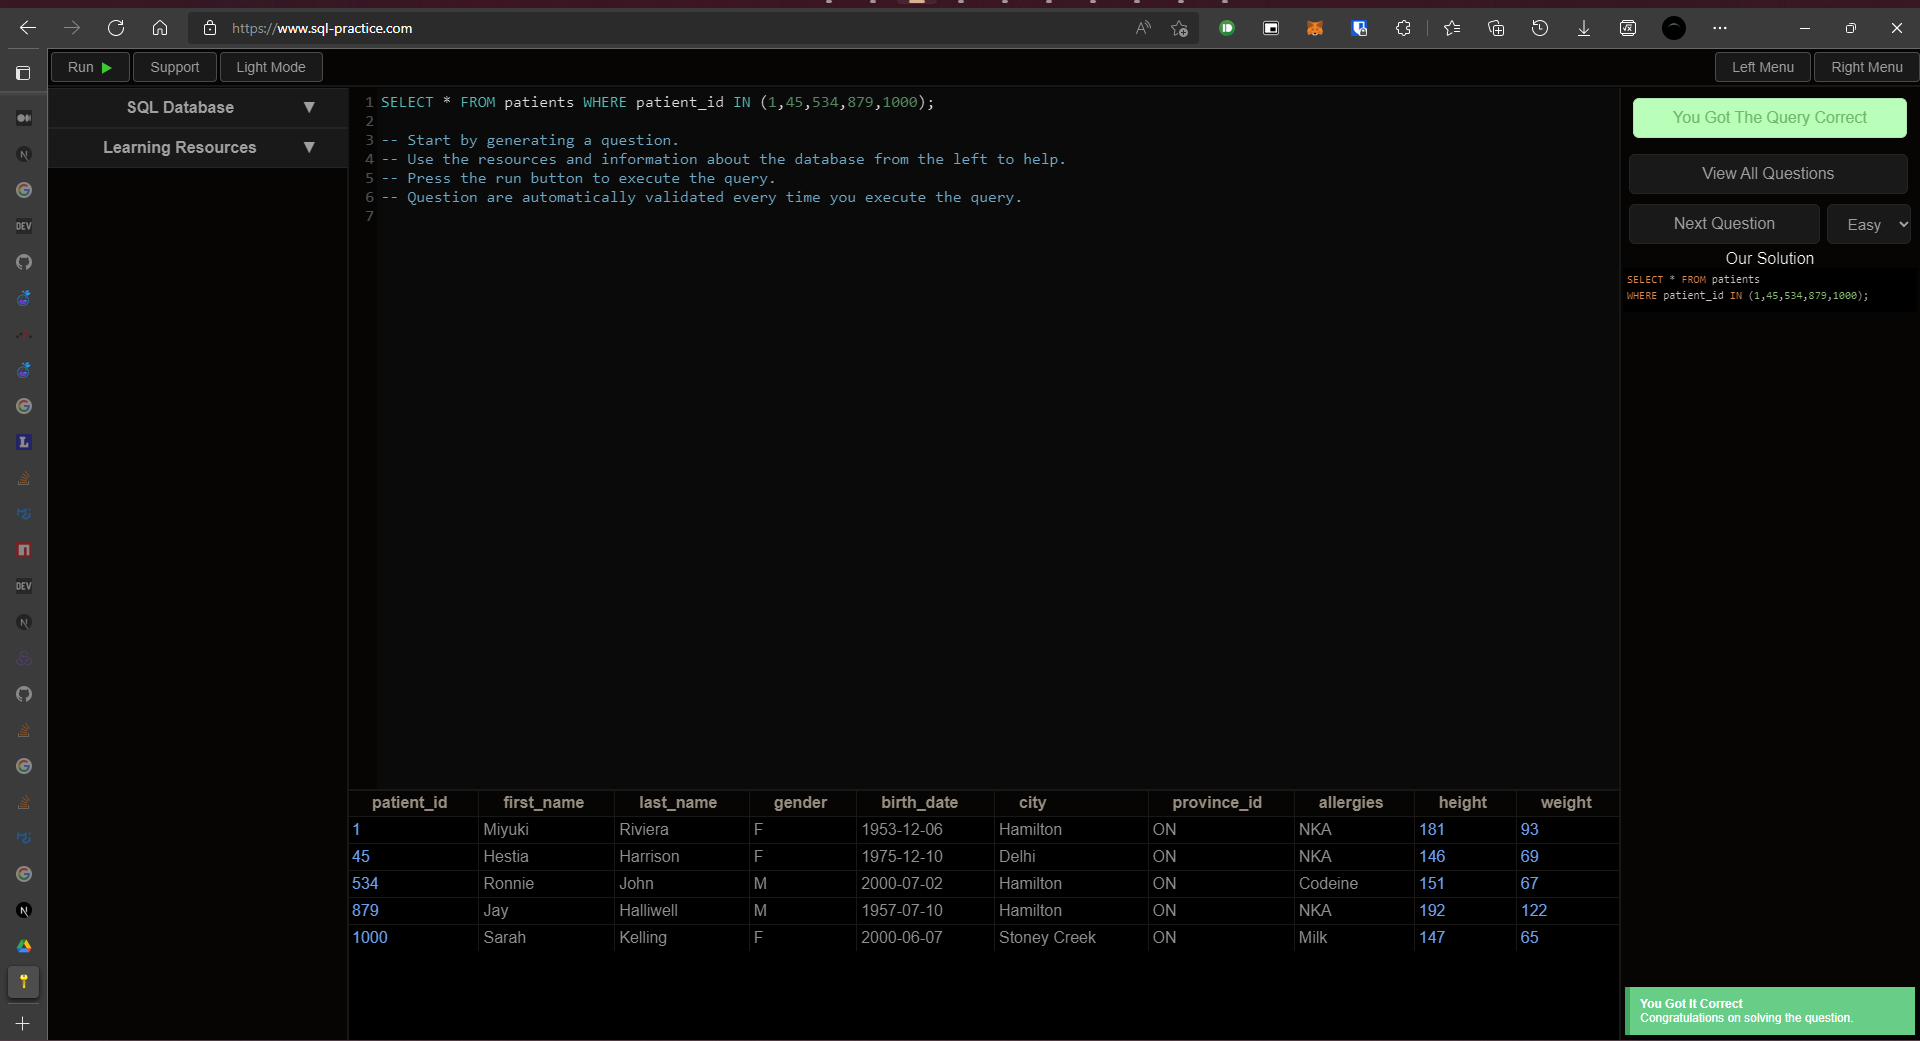 https://www.sql-practice.com
Run
Support
Light Mode
Left Menu
Right Menu
SQL Database
Learning Resources
1 SELECT * FROM patients WHERE patient_id IN (1,45,534,879,1000);
2
3 -- Start by generating a question.
4 -- Use the resources and information about the database from the left to help.
5 -- Press the run button to execute the query.
6 -- Question are automatically validated every time you execute the query.
7
You Got The Query Correct
View All Questions
Next Question
Easy
Our Solution
SELECT * FROM patients
WHERE patient_id IN (1,45,534,879,1000);
patient_id first_name last_name gender birth_date city province_id allergies height weight
1 Miyuki Riviera F 1953-12-06 Hamilton ON NKA 181 93
45 Hestia Harrison F 1975-12-10 Delhi ON NKA 146 69
534 Ronnie John M 2000-07-02 Hamilton ON Codeine 151 67
879 Jay Halliwell M 1957-07-10 Hamilton ON NKA 192 122
1000 Sarah Kelling F 2000-06-07 Stoney Creek ON Milk 147 65
You Got It Correct
Congratulations on solving the question.
DEV
L
DEV